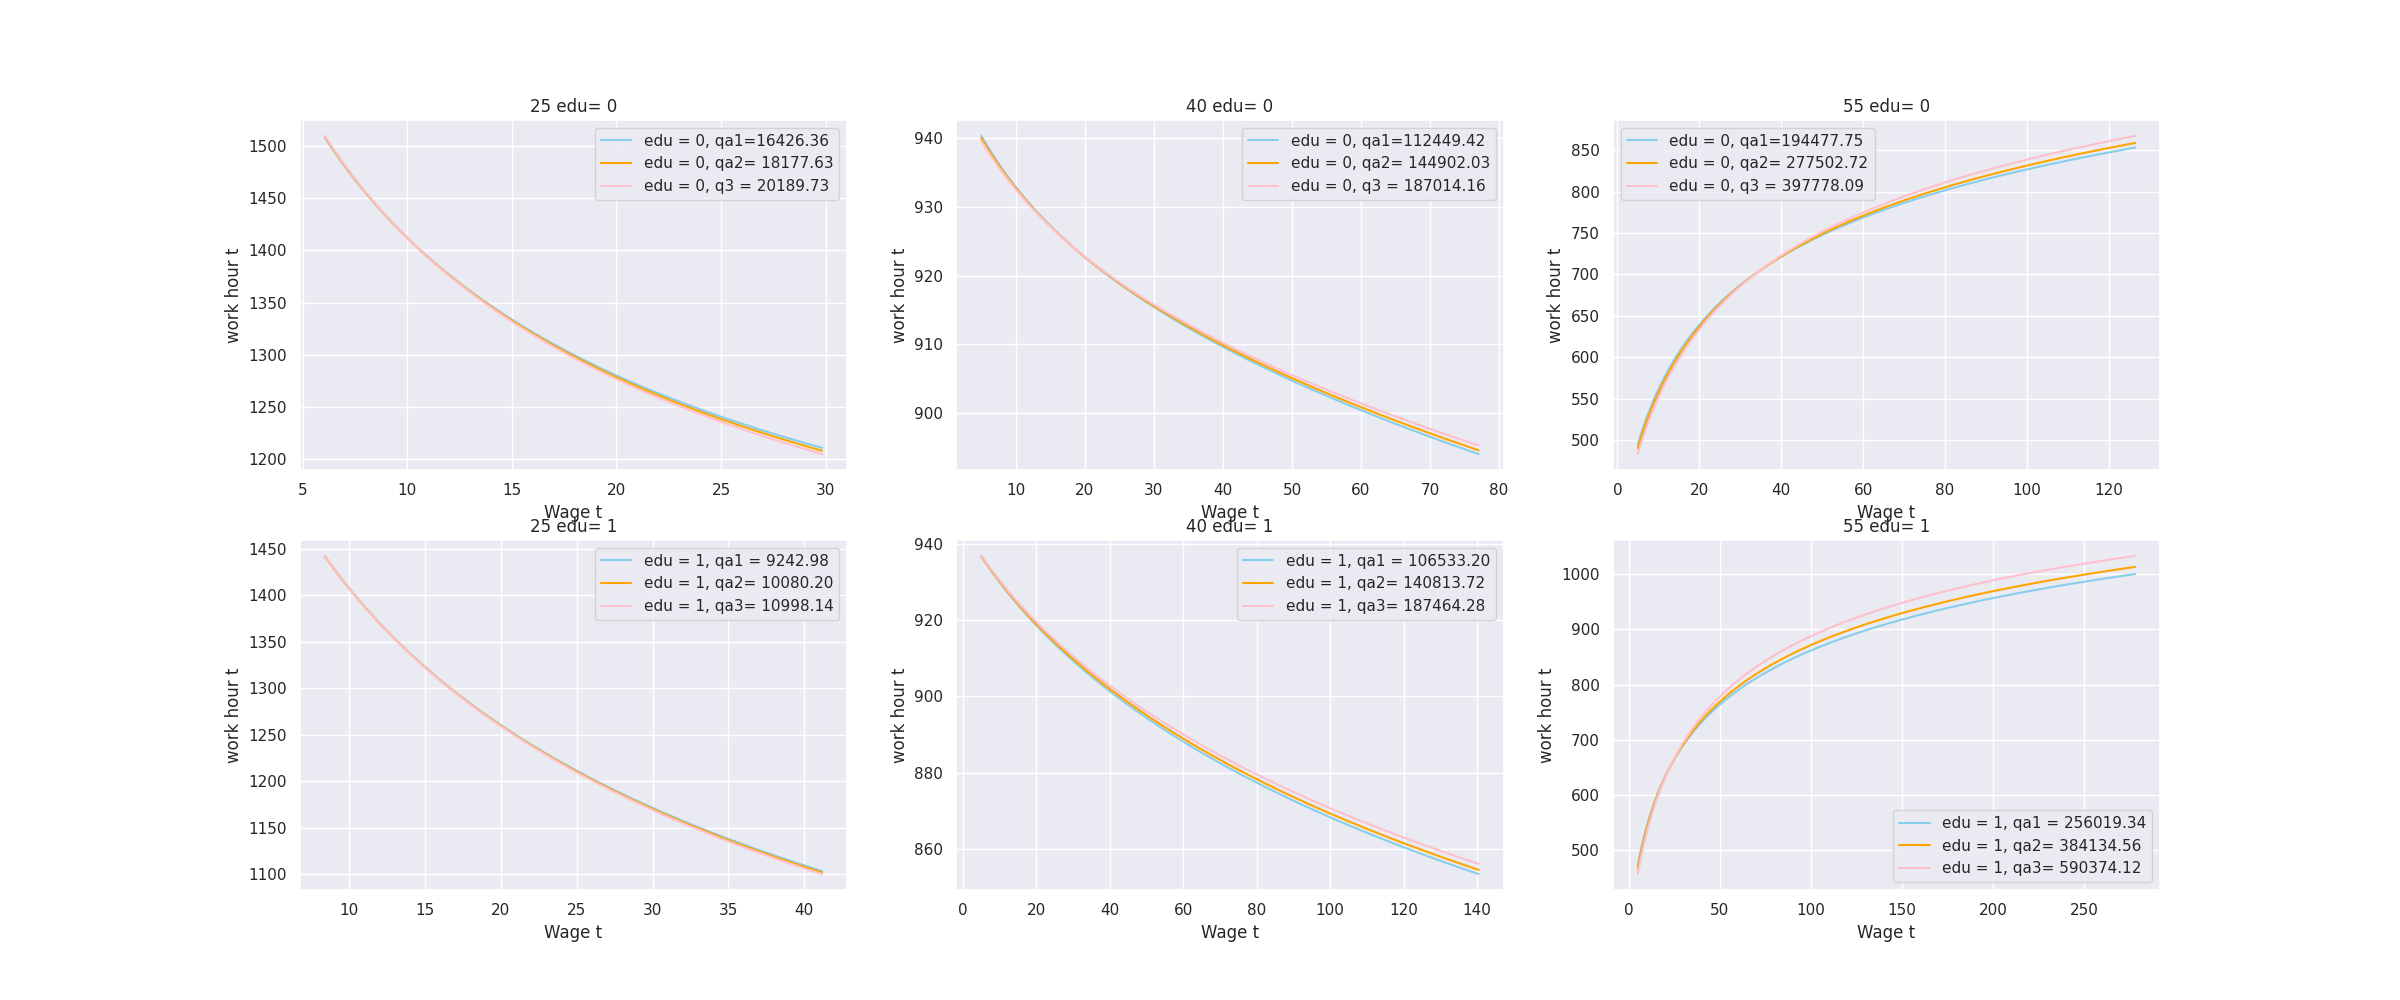 25 edu= 0
edu = 0, qa1=16426.36
edu = 0, qa2= 18177.63
edu = 0, q3 = 20189.73
work hour t
1500
1450
1400
1350
1300
1250
1200
5 10 15 20 25 30
Wage t
40 edu= 0
edu = 0, qa1=112449.42
edu = 0, qa2= 144902.03
edu = 0, q3 = 187014.16
work hour t
940
930
920
910
900
10 20 30 40 50 60 70 80
Wage t
55 edu= 0
edu = 0, qa1=194477.75
edu = 0, qa2= 277502.72
edu = 0, q3 = 397778.09
work hour t
850
800
750
700
650
600
550
500
0 20 40 60 80 100 120
Wage t
25 edu= 1
edu = 1, qa1 = 9242.98
edu = 1, qa2= 10080.20
edu = 1, qa3= 10998.14
work hour t
1450
1400
1350
1300
1250
1200
1150
1100
10 15 20 25 30 35 40
Wage t
40 edu= 1
edu = 1, qa1 = 106533.20
edu = 1, qa2= 140813.72
edu = 1, qa3= 187464.28
work hour t
940
920
900
880
860
0 20 40 60 80 100 120 140
Wage t
55 edu= 1
edu = 1, qa1 = 256019.34
edu = 1, qa2= 384134.56
edu = 1, qa3= 590374.12
work hour t
1000
900
800
700
600
500
0 50 100 150 200 250
Wage t